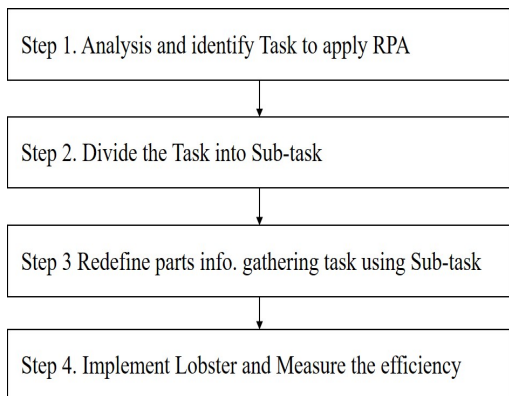 Step 1. Analysis and identify Task to apply RPA
Step 2. Divide the Task into Sub-task
Step 3 Redefine parts info. gathering task using Sub-task
Step 4. Implement Lobster and Measure the efficiency